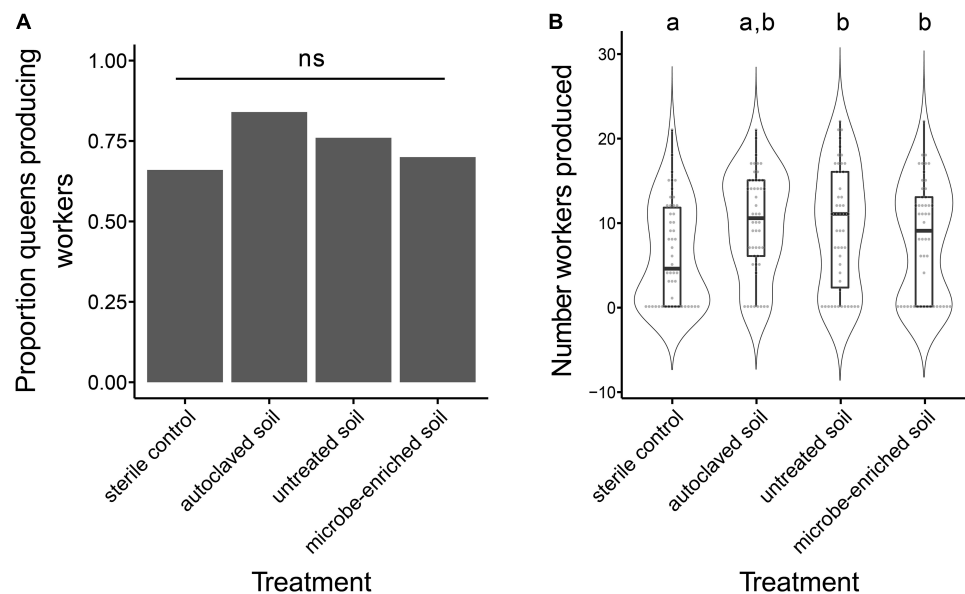 A
Proportion queens producing
workers
1.00
0.75
0.50
0.25
0.00
ns
sterile control
autoclaved soil
untreated soil
microbe-enriched soil
Treatment
B
Number workers produced
30
20
10
0
−10
a
a,b
b
b
sterile control
autoclaved soil
untreated soil
microbe-enriched soil
Treatment